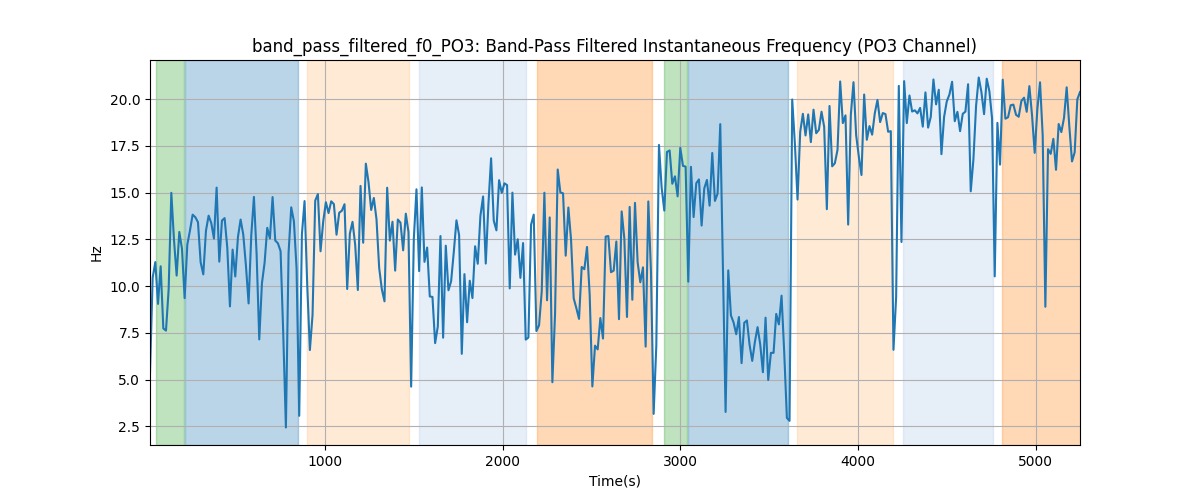 band_pass_filtered_f0_PO3: Band-Pass Filtered Instantaneous Frequency (PO3 Channel)
20.0
17.5
15.0
12.5
10.0
7.5
5.0
2.5
Hz
1000 2000 3000 4000 5000
Time(s)